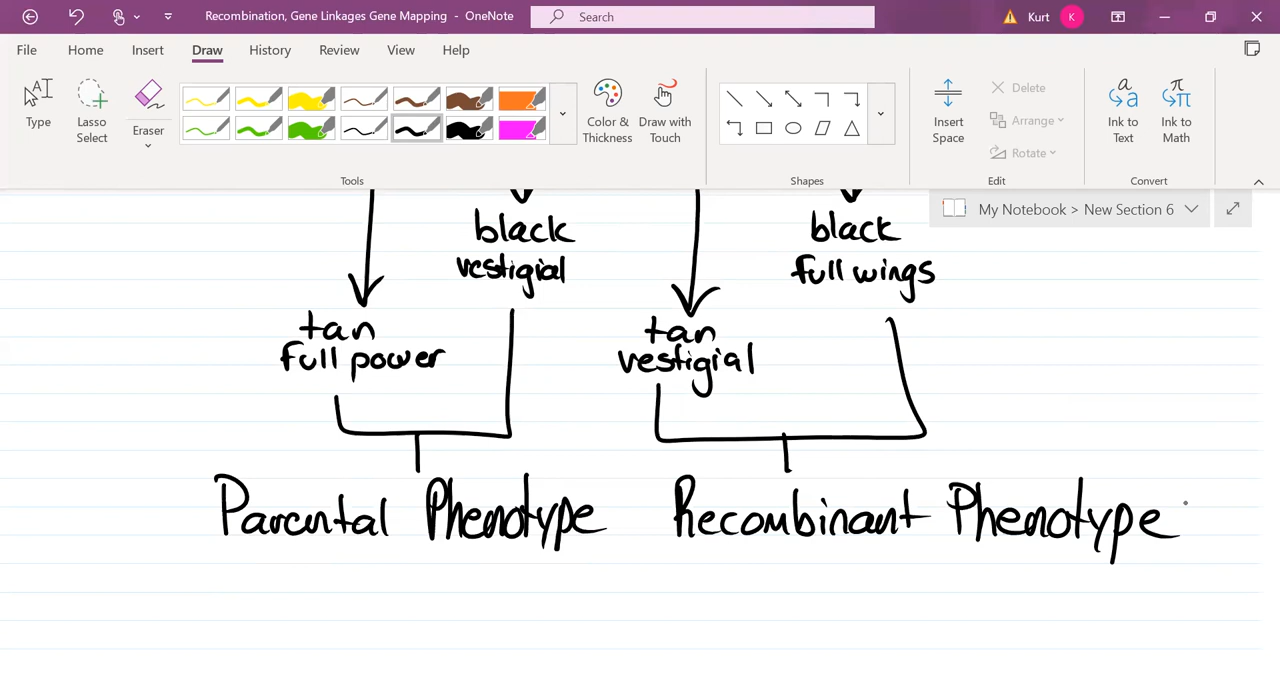 Recombination, Gene Linkages Gene Mapping - OneNote
Search
Kurt
K
File Home Insert Draw History Review View Help
Type
Lasso Select
Eraser
Color & Thickness
Draw with Touch
Insert Space
Delete
Arrange
Rotate
Ink to Text
Ink to Math
Tools
Shapes
Edit
Convert
My Notebook > New Section 6
black
vestigial
black
full wings
tan
full power
tan
vestigial
Parental Phenotype
Recombinant Phenotype